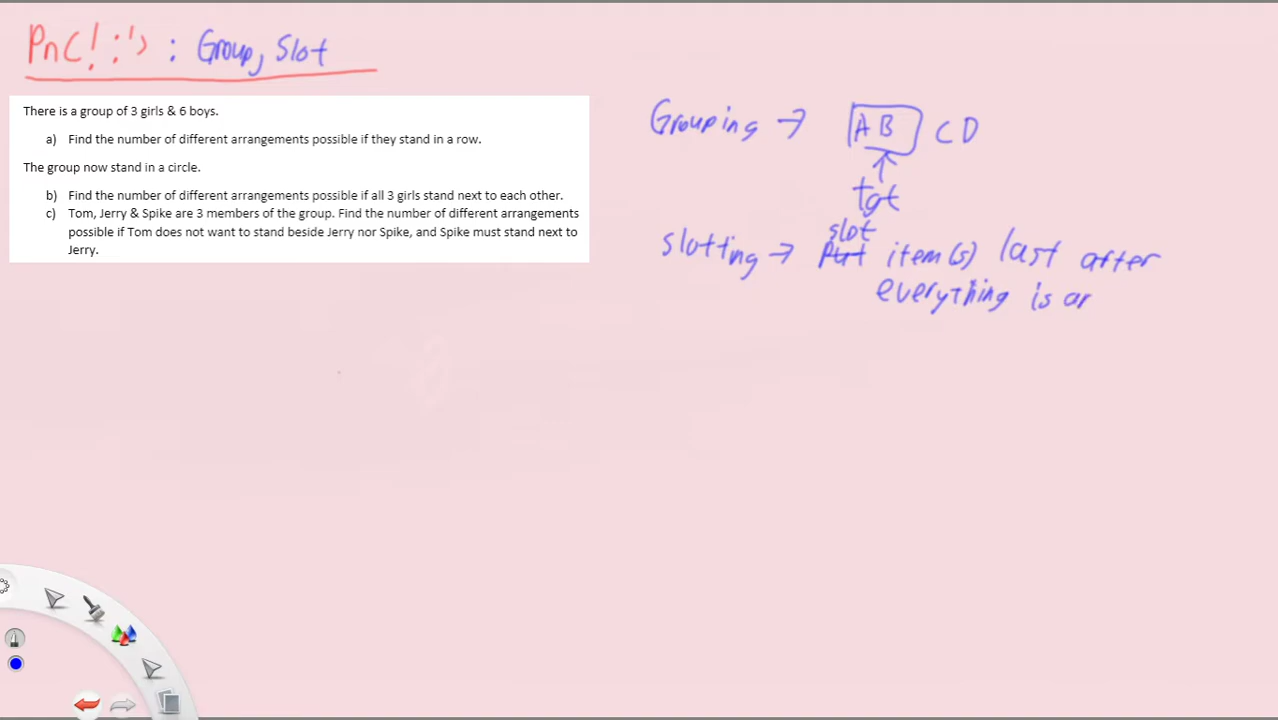 PnC! :') : Group, Slot
There is a group of 3 girls & 6 boys.
a) Find the number of different arrangements possible if they stand in a row.
The group now stand in a circle.
b) Find the number of different arrangements possible if all 3 girls stand next to each other.
c) Tom, Jerry & Spike are 3 members of the group. Find the number of different arrangements
possible if Tom does not want to stand beside Jerry nor Spike, and Spike must stand next to
Jerry.
Grouping → A B C D
tgt
slot
slotting → item(s) last after
everything is ar